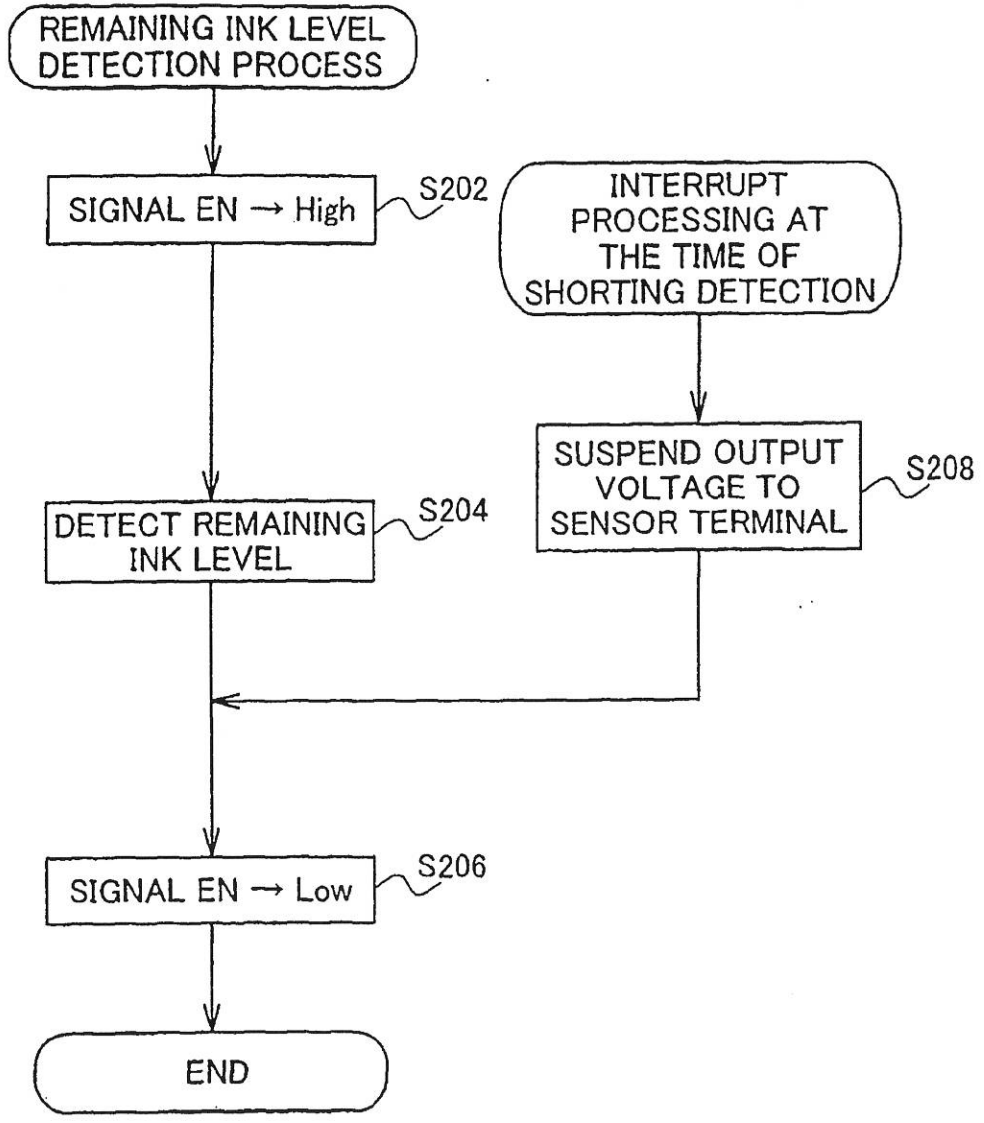 REMAINING INK LEVEL
DETECTION PROCESS
SIGNAL EN → High
S202
INTERRUPT
PROCESSING AT
THE TIME OF
SHORTING DETECTION
SUSPEND OUTPUT
VOLTAGE TO
SENSOR TERMINAL
S208
DETECT REMAINING
INK LEVEL
S204
SIGNAL EN → Low
S206
END